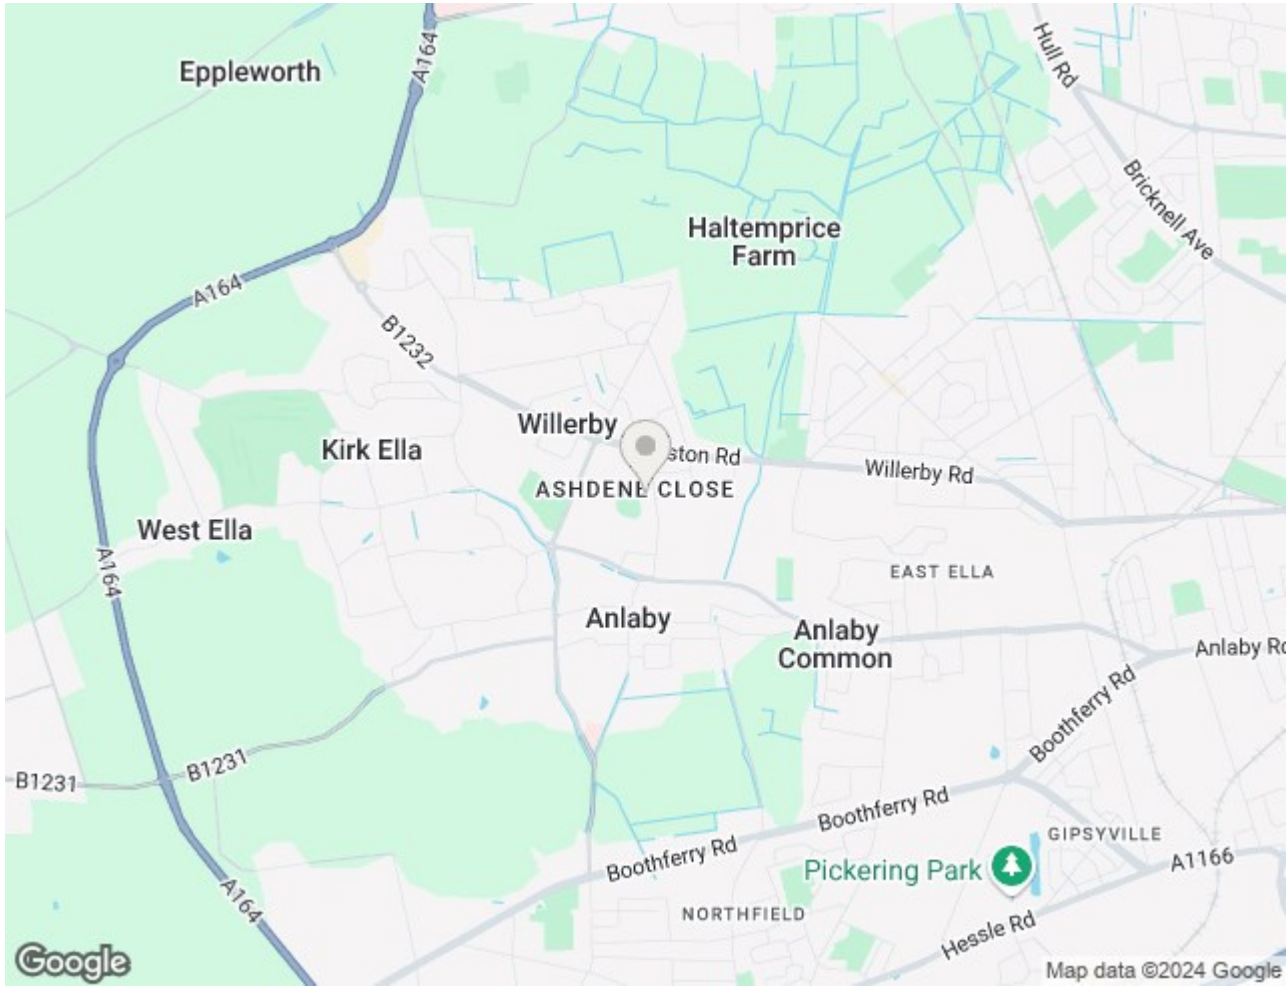 Eppleworth
A164
Hull Rd
Bricknell Ave
Haltemprice
Farm
A164
B1232
Willerby
ston Rd
Willerby Rd
Kirk Ella
ASHDENE CLOSE
West Ella
A164
EAST ELLA
Anlaby
Anlaby
Common
Anlaby Rd
Boothferry Rd
B1231
B1231
Boothferry Rd
Boothferry Rd
GIPSYVILLE
A1166
Pickering Park
A164
NORTHFIELD
Hessle Rd
Google
Map data ©2024 Google